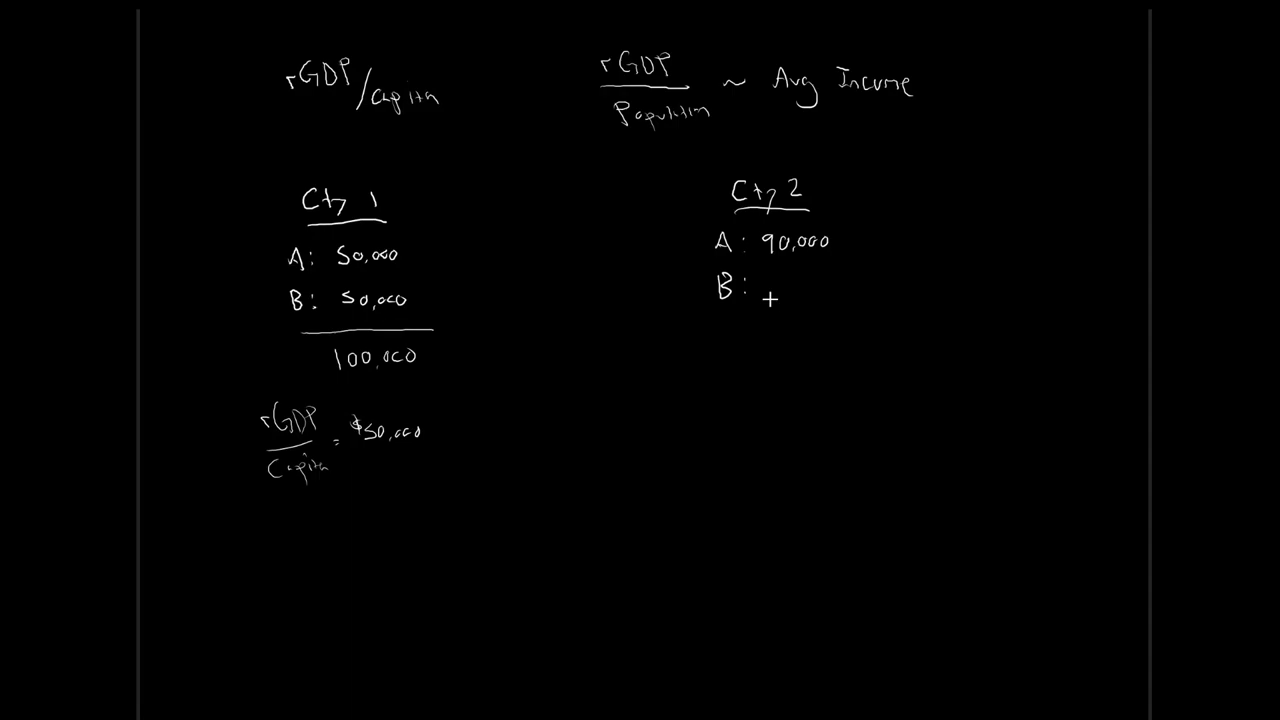 rGDP/Capita
rGDP
Population
~ Avg Income
Cty 1
A: 50,000
B: 50,000
100,000
rGDP
Capita
= $50,000
Cty 2
A: 90,000
B: